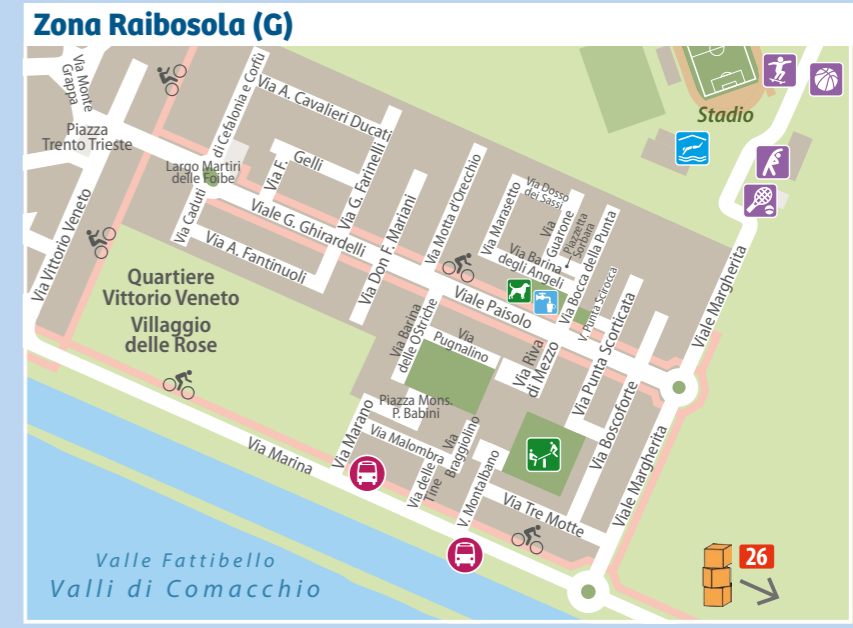 Zona Raibosola (G)
Via Monte
Grappa
Piazza
Trento Trieste
Via Vittorio Veneto
Largo Martiri
delle Foibe
Via Caduti
di Cefalonia e Corfù
Via A. Cavalieri Ducati
Via F.
Gelli
Via G. Farinelli
Viale G. Ghirardelli
Via A. Fantinuoli
Via Don F. Mariani
Via Motta d'Orecchio
Via Marasetto
Via Dosso
dei Sassi
Via
Guarone
Piazzetta
Sorbara
Via Barina
degli Angeli
Via Bocca della Punta
V. Punta Scirocca
Via Punta Scorticata
Stadio
Viale Margherita
Quartiere
Vittorio Veneto
Villaggio
delle Rose
Viale Paisolo
Via Barina
delle OStriche
Via
Pugnalino
Via Riva
di Mezzo
Piazza Mons.
P. Babini
Via Marano
Via Malombra
Via
Braggiolino
Via delle
Tine
V. Montalbano
Via Tre Motte
Via Boscoforte
Viale Margherita
Via Marina
Valle Fattibello
Valli di Comacchio
26